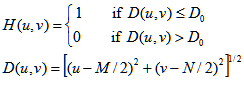 H(u,v) = { 1 if D(u,v) ≤ D₀
0 if D(u,v) > D₀
D(u,v) = [(u − M/2)² + (v − N/2)²]^{1/2}